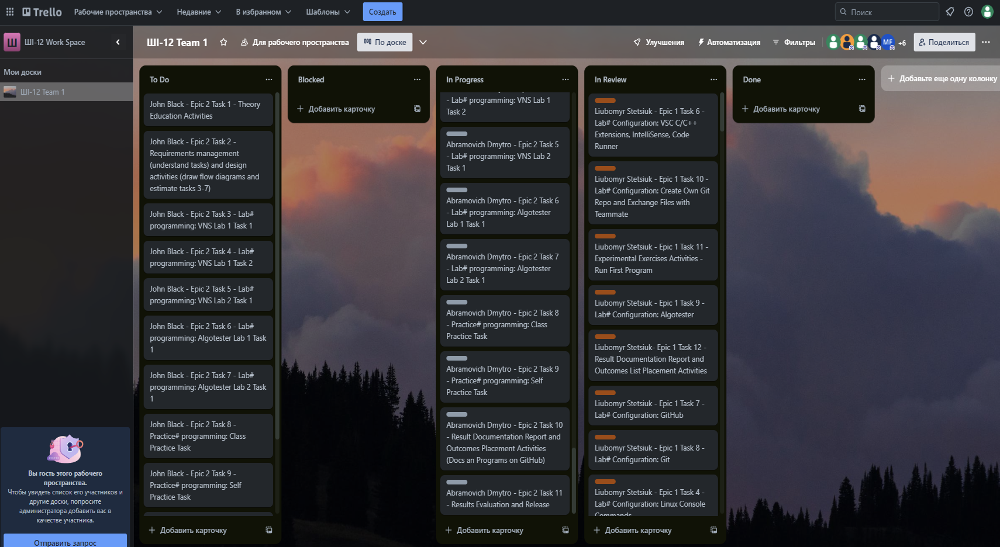 Trello
Рабочие пространства
Недавние
В избранном
Шаблоны
Создать
Поиск
Ш
ШІ-12 Work Space
ШІ-12 Team 1
Для рабочего пространства
По доске
Улучшения
Автоматизация
Фильтры
MF
+6
Поделиться
Мои доски
ШІ-12 Team 1
Вы гость этого рабочего
пространства.
Чтобы увидеть список его участников и
другие доски, попросите
администратора добавить вас в
качестве участника.
Отправить запрос
To Do
John Black - Epic 2 Task 1 - Theory
Education Activities
John Black - Epic 2 Task 2 -
Requirements management
(understand tasks) and design
activities (draw flow diagrams and
estimate tasks 3-7)
John Black - Epic 2 Task 3 - Lab#
programming: VNS Lab 1 Task 1
John Black - Epic 2 Task 4 - Lab#
programming: VNS Lab 1 Task 2
John Black - Epic 2 Task 5 - Lab#
programming: VNS Lab 2 Task 1
John Black - Epic 2 Task 6 - Lab#
programming: Algotester Lab 1 Task
1
John Black - Epic 2 Task 7 - Lab#
programming: Algotester Lab 2 Task
1
John Black - Epic 2 Task 8 -
Practice# programming: Class
Practice Task
John Black - Epic 2 Task 9 -
Practice# programming: Self
Practice Task
Добавить карточку
Blocked
Добавить карточку
In Progress
- Lab# programming: VNS Lab 1
Task 2
Abramovich Dmytro - Epic 2 Task 5
- Lab# programming: VNS Lab 2
Task 1
Abramovich Dmytro - Epic 2 Task 6
- Lab# programming: Algotester
Lab 1 Task 1
Abramovich Dmytro - Epic 2 Task 7
- Lab# programming: Algotester
Lab 2 Task 1
Abramovich Dmytro - Epic 2 Task 8
- Practice# programming: Class
Practice Task
Abramovich Dmytro - Epic 2 Task 9
- Practice# programming: Self
Practice Task
Abramovich Dmytro - Epic 2 Task 10
- Result Documentation Report and
Outcomes Placement Activities
(Docs an Programs on GitHub)
Abramovich Dmytro - Epic 2 Task 11
- Results Evaluation and Release
Добавить карточку
In Review
Liubomyr Stetsiuk - Epic 1 Task 6 -
Lab# Configuration: VSC C/C++
Extensions, IntelliSense, Code
Runner
Liubomyr Stetsiuk - Epic 1 Task 10 -
Lab# Configuration: Create Own Git
Repo and Exchange Files with
Teammate
Liubomyr Stetsiuk - Epic 1 Task 11 -
Experimental Exercises Activities -
Run First Program
Liubomyr Stetsiuk - Epic 1 Task 9 -
Lab# Configuration: Algotester
Liubomyr Stetsiuk- Epic 1 Task 12 -
Result Documentation Report and
Outcomes List Placement Activities
Liubomyr Stetsiuk - Epic 1 Task 7 -
Lab# Configuration: GitHub
Liubomyr Stetsiuk - Epic 1 Task 8 -
Lab# Configuration: Git
Liubomyr Stetsiuk - Epic 1 Task 4 -
Lab# Configuration: Linux Console
Commands
Добавить карточку
Done
Добавить карточку
Добавьте еще одну колонку